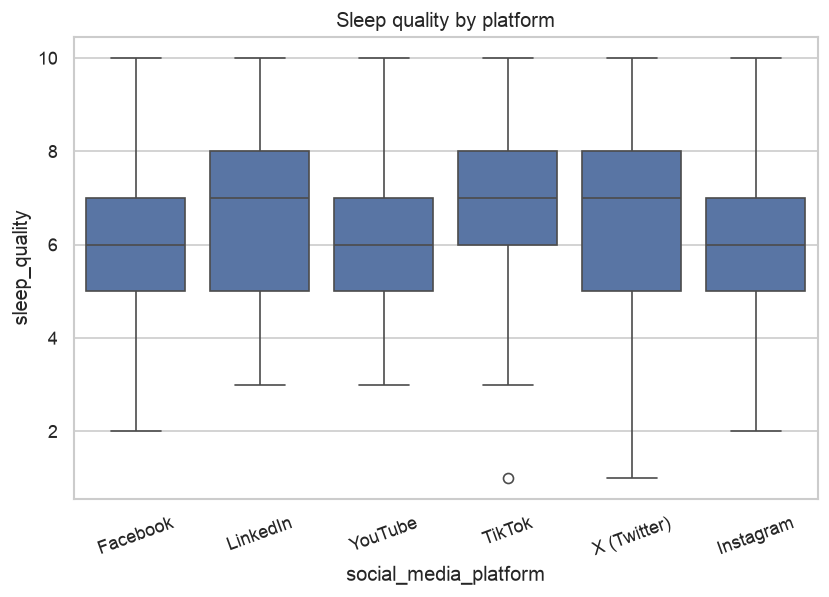 Sleep quality by platform
sleep_quality
10
8
6
4
2
Facebook
LinkedIn
YouTube
TikTok
X (Twitter)
Instagram
social_media_platform